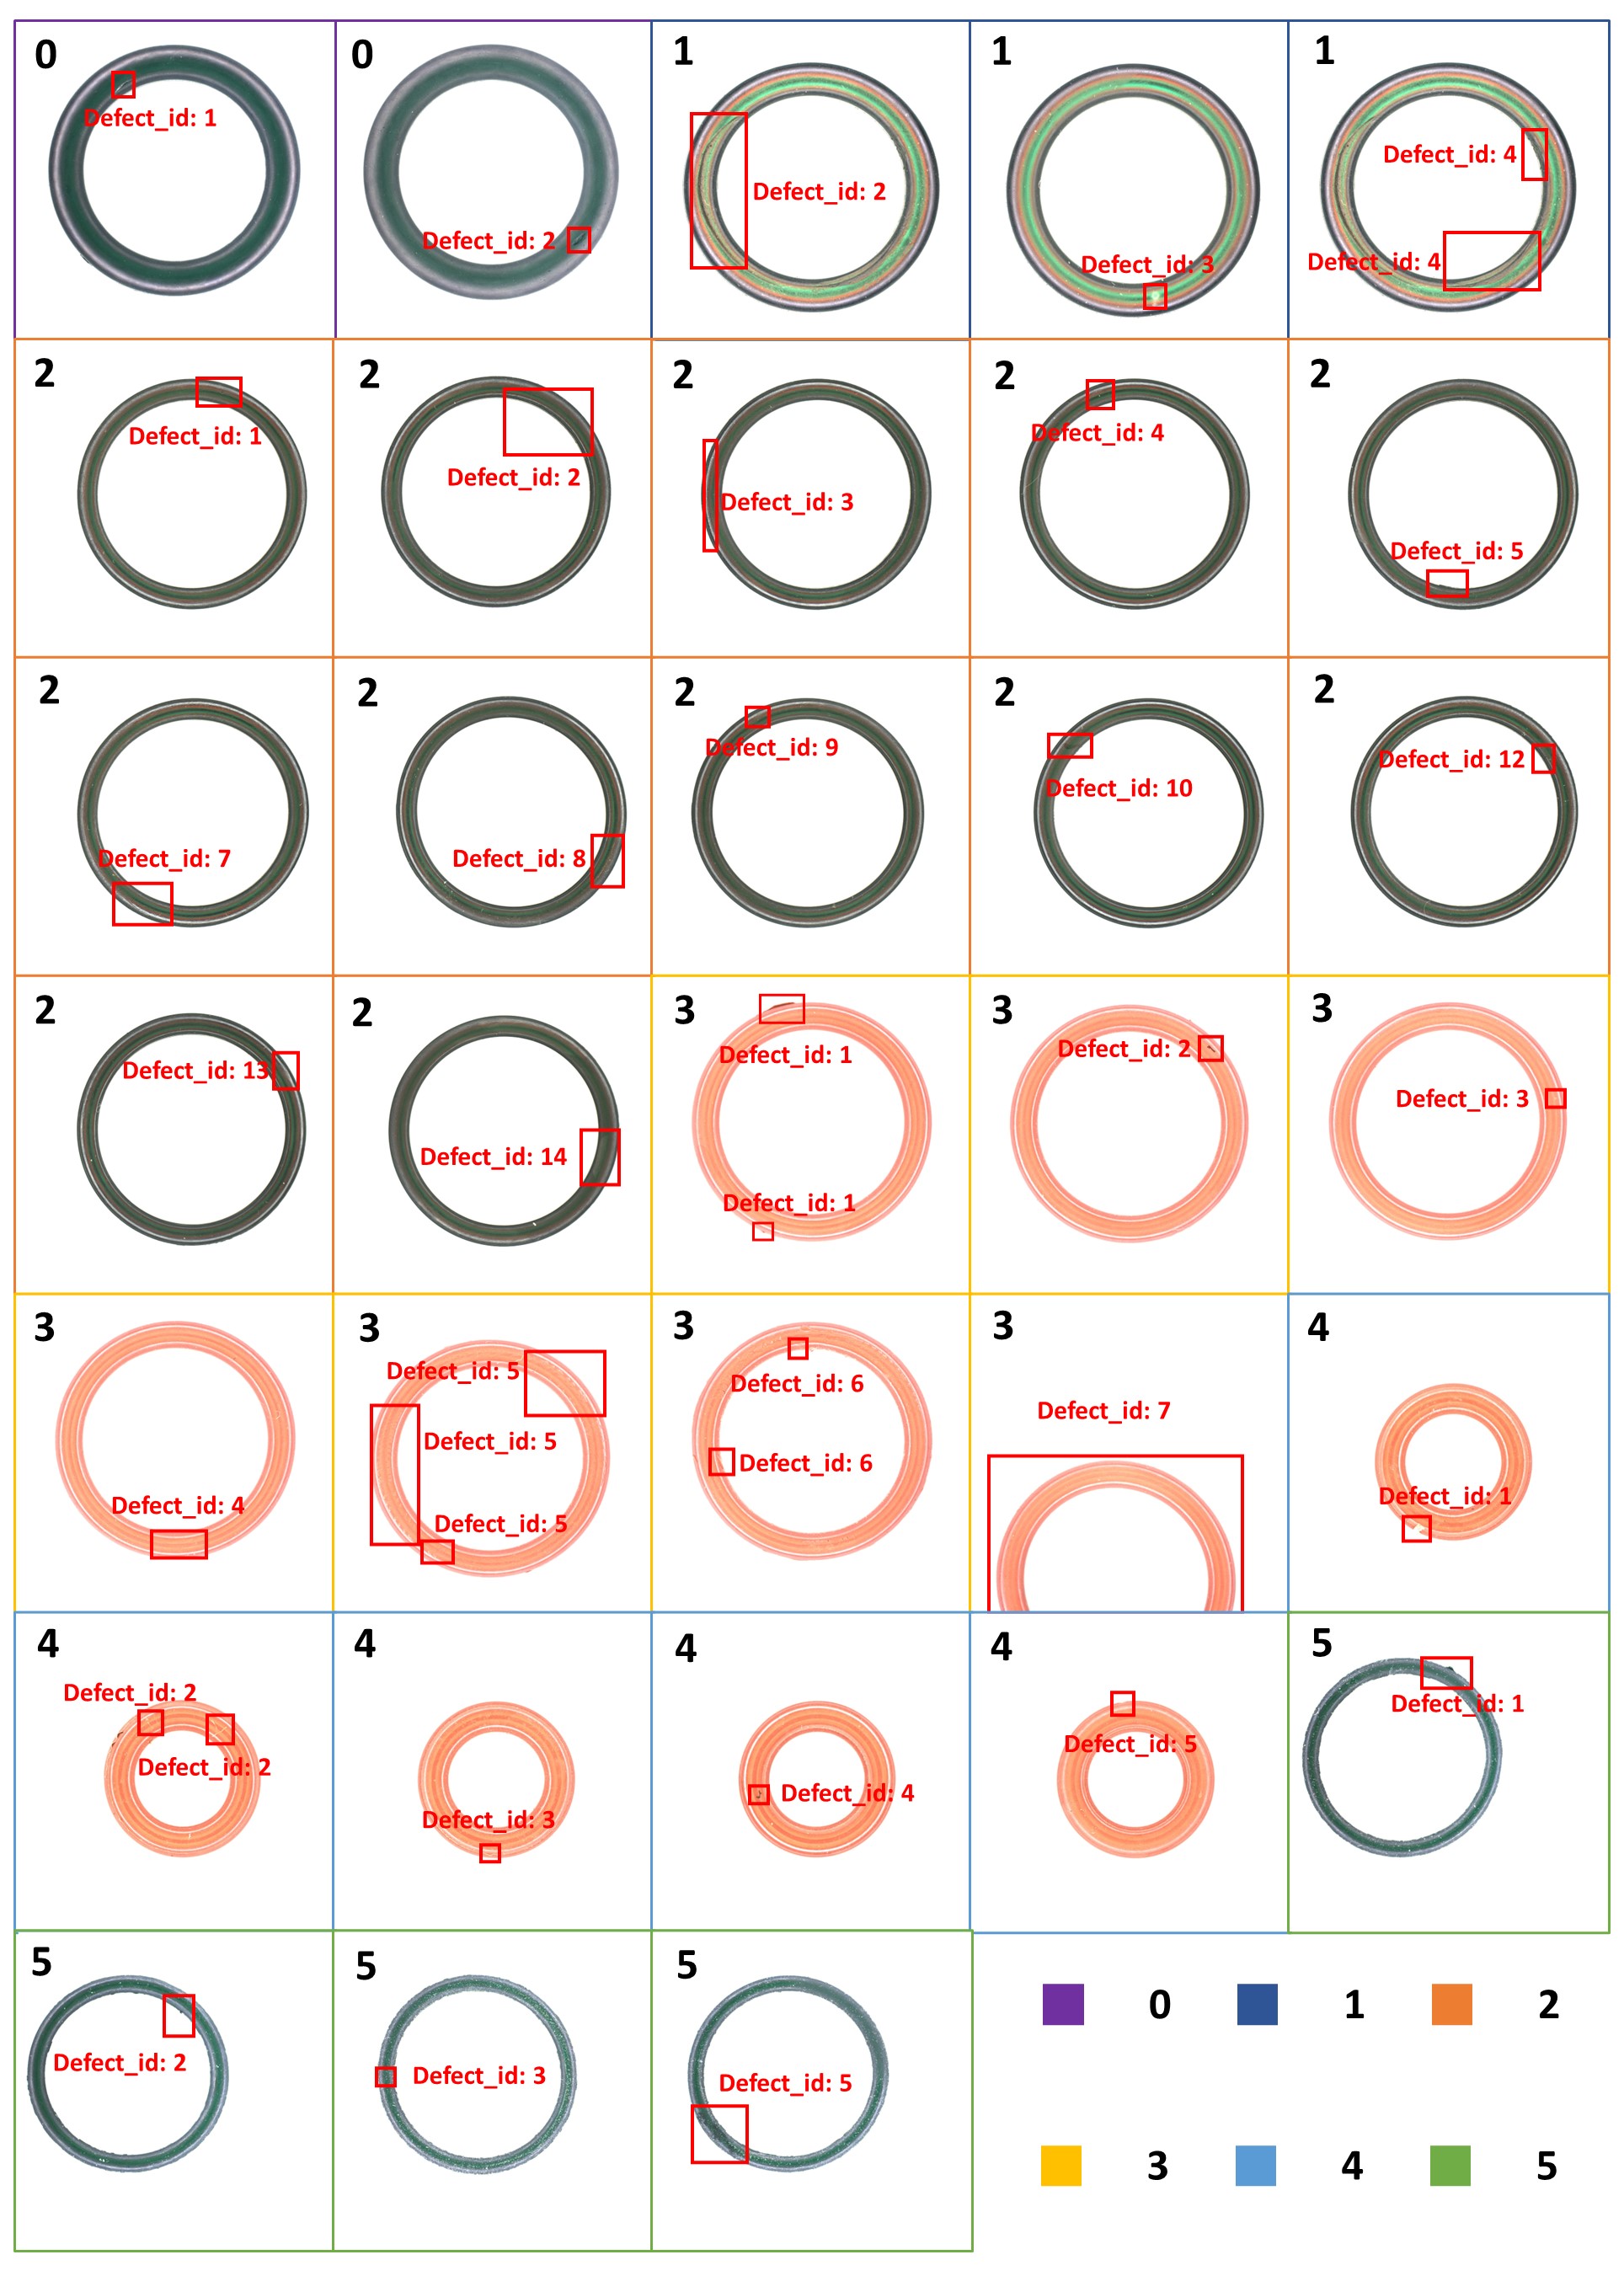 0
Defect_id: 1
0
Defect_id: 2
1
Defect_id: 2
1
Defect_id: 3
1
Defect_id: 4
Defect_id: 4
2
Defect_id: 1
2
Defect_id: 2
2
Defect_id: 3
2
Defect_id: 4
2
Defect_id: 5
2
Defect_id: 7
2
Defect_id: 8
2
Defect_id: 9
2
Defect_id: 10
2
Defect_id: 12
2
Defect_id: 13
2
Defect_id: 14
3
Defect_id: 1
Defect_id: 1
3
Defect_id: 2
3
Defect_id: 3
3
Defect_id: 4
3
Defect_id: 5
Defect_id: 5
Defect_id: 5
3
Defect_id: 6
Defect_id: 6
3
Defect_id: 7
4
Defect_id: 1
4
Defect_id: 2
Defect_id: 2
4
Defect_id: 3
4
Defect_id: 4
4
Defect_id: 5
5
Defect_id: 1
5
Defect_id: 2
5
Defect_id: 3
5
Defect_id: 5
0 1 2
3 4 5